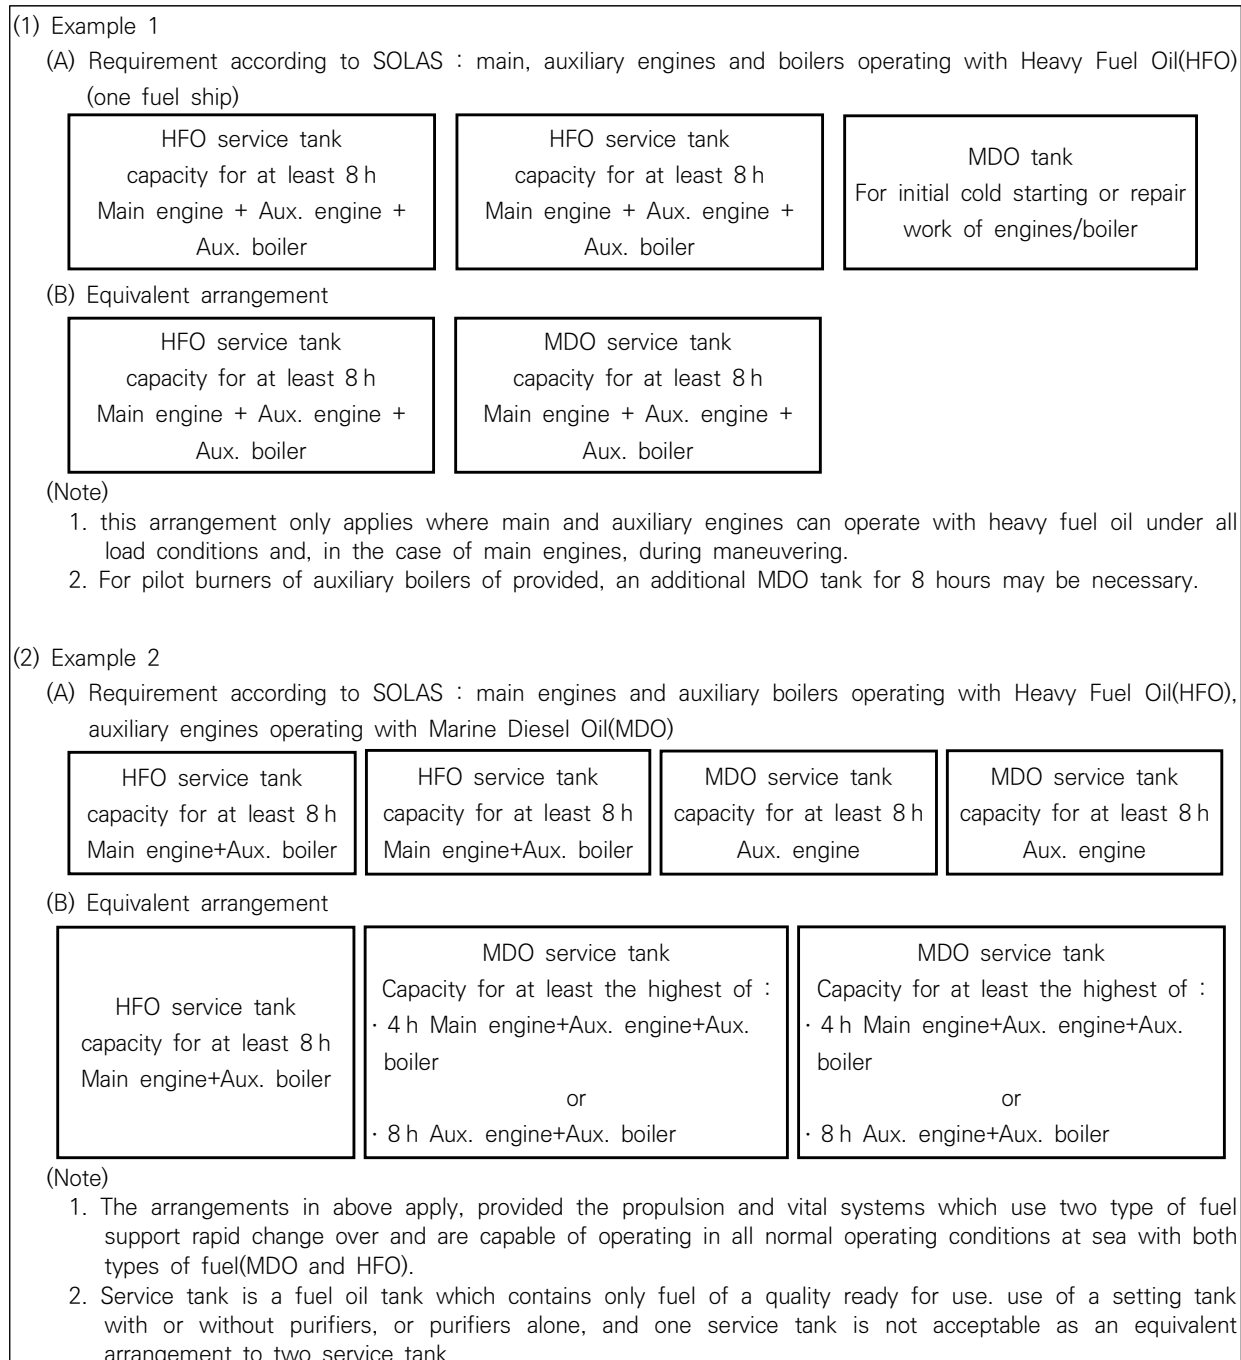 (1) Example 1
(A) Requirement according to SOLAS : main, auxiliary engines and boilers operating with Heavy Fuel Oil(HFO)
(one fuel ship)
HFO service tank
capacity for at least 8 h
Main engine + Aux. engine +
Aux. boiler
HFO service tank
capacity for at least 8 h
Main engine + Aux. engine +
Aux. boiler
MDO tank
For initial cold starting or repair
work of engines/boiler
(B) Equivalent arrangement
HFO service tank
capacity for at least 8 h
Main engine + Aux. engine +
Aux. boiler
MDO service tank
capacity for at least 8 h
Main engine + Aux. engine +
Aux. boiler
(Note)
1. this arrangement only applies where main and auxiliary engines can operate with heavy fuel oil under all
load conditions and, in the case of main engines, during maneuvering.
2. For pilot burners of auxiliary boilers of provided, an additional MDO tank for 8 hours may be necessary.
(2) Example 2
(A) Requirement according to SOLAS : main engines and auxiliary boilers operating with Heavy Fuel Oil(HFO),
auxiliary engines operating with Marine Diesel Oil(MDO)
HFO service tank
capacity for at least 8 h
Main engine+Aux. boiler
HFO service tank
capacity for at least 8 h
Main engine+Aux. boiler
MDO service tank
capacity for at least 8 h
Aux. engine
MDO service tank
capacity for at least 8 h
Aux. engine
(B) Equivalent arrangement
HFO service tank
capacity for at least 8 h
Main engine+Aux. boiler
MDO service tank
Capacity for at least the highest of :
· 4 h Main engine+Aux. engine+Aux.
boiler
or
· 8 h Aux. engine+Aux. boiler
MDO service tank
Capacity for at least the highest of :
· 4 h Main engine+Aux. engine+Aux.
boiler
or
· 8 h Aux. engine+Aux. boiler
(Note)
1. The arrangements in above apply, provided the propulsion and vital systems which use two type of fuel
support rapid change over and are capable of operating in all normal operating conditions at sea with both
types of fuel(MDO and HFO).
2. Service tank is a fuel oil tank which contains only fuel of a quality ready for use. use of a setting tank
with or without purifiers, or purifiers alone, and one service tank is not acceptable as an equivalent
arrangement to two service tank